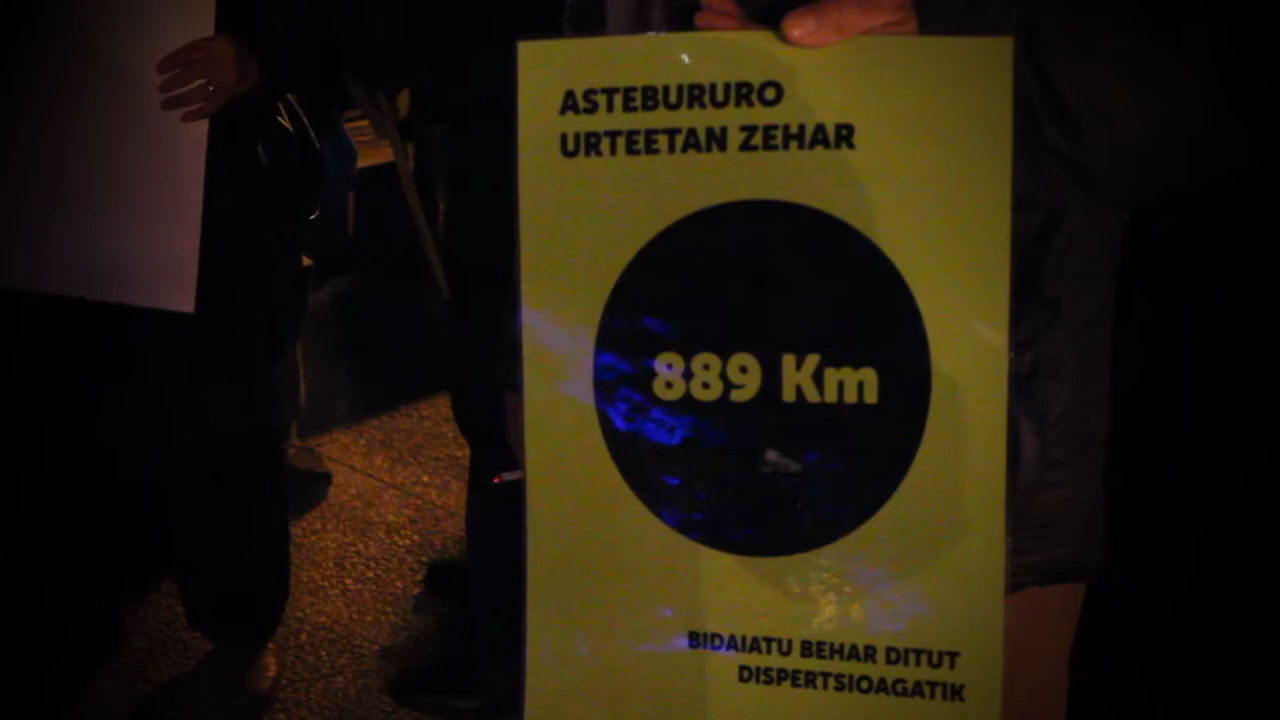 ASTEBURURO
URTEETAN ZEHAR
889 Km
BIDAIATU BEHAR DITUT
DISPERTSIOAGATIK